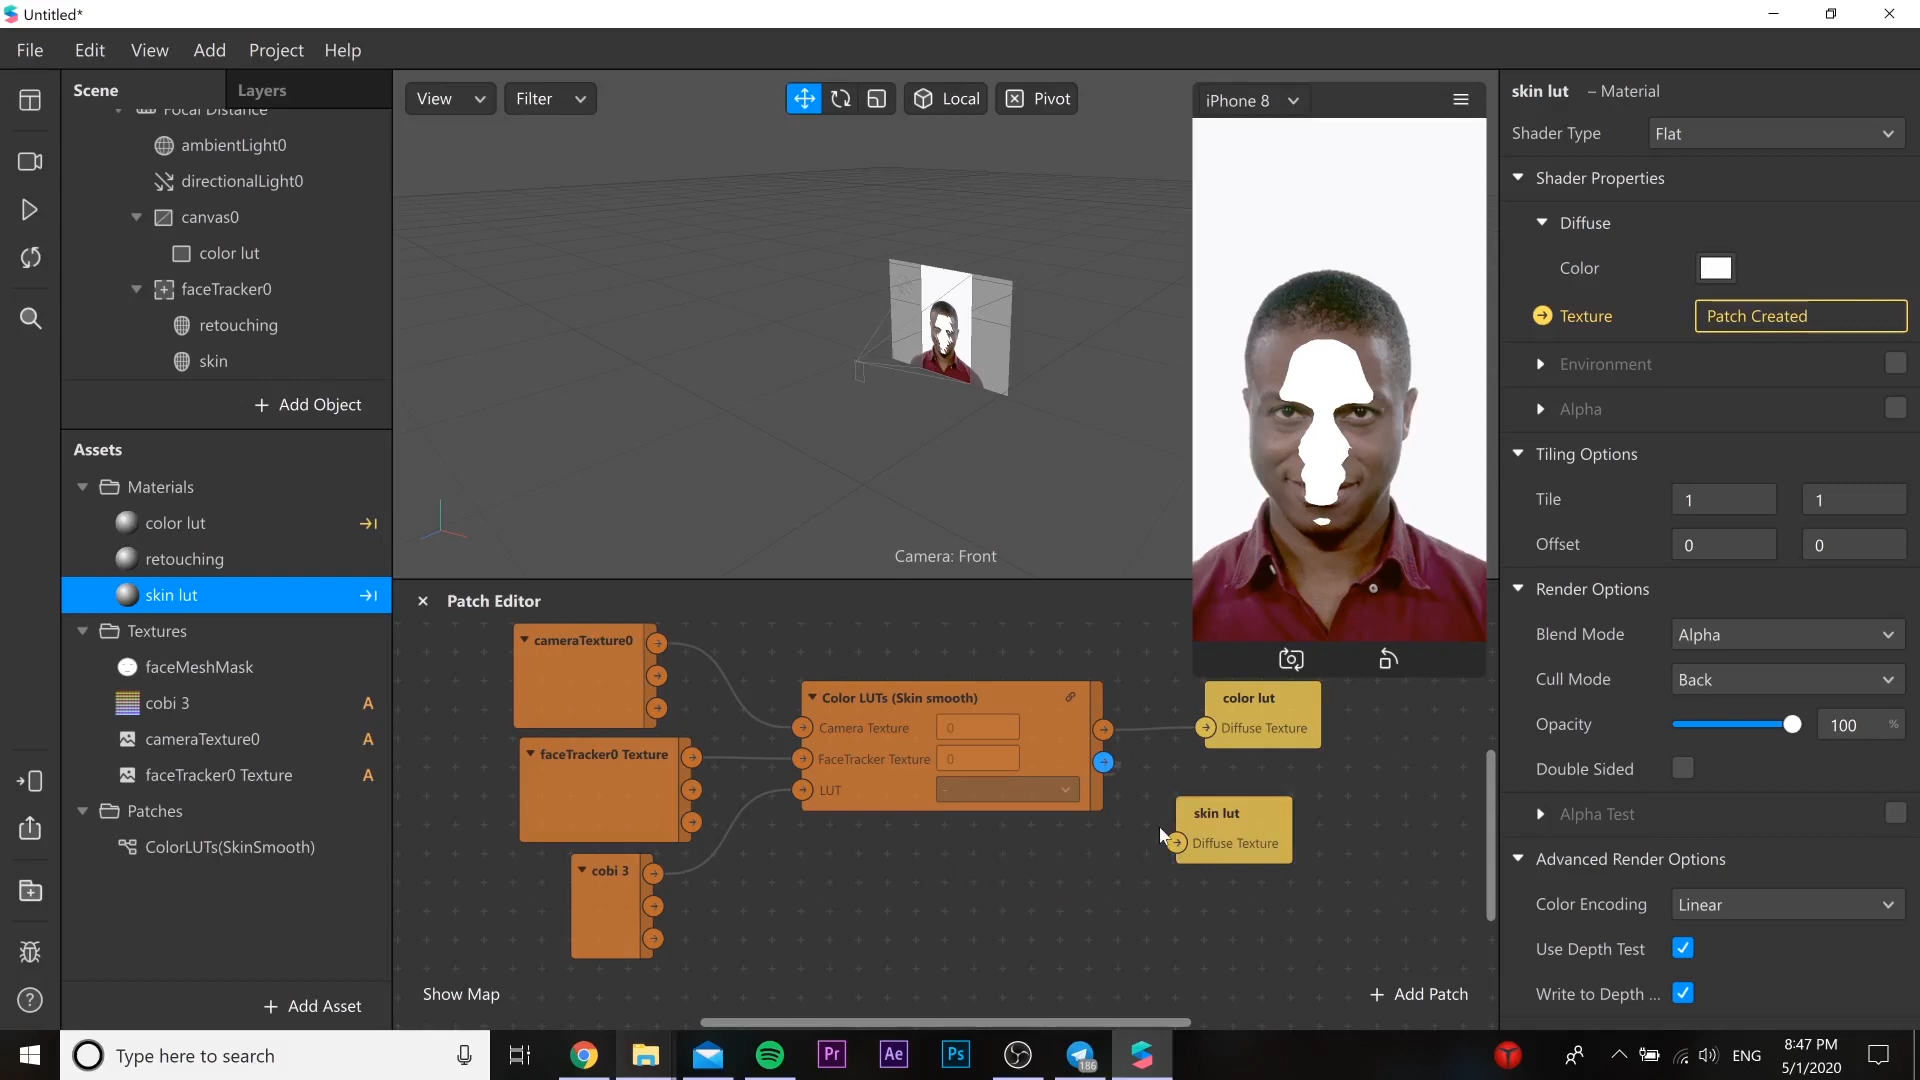 Untitled*
File Edit View Add Project Help
Scene Layers
Focal Distance
ambientLight0
directionalLight0
canvas0
color lut
faceTracker0
retouching
skin
+ Add Object
Assets
Materials
color lut
retouching
skin lut
Textures
faceMeshMask
cobi 3 A
cameraTexture0 A
faceTracker0 Texture A
Patches
ColorLUTs(SkinSmooth)
+ Add Asset
View Filter Local Pivot
Camera: Front
iPhone 8
Patch Editor
cameraTexture0
faceTracker0 Texture
cobi 3
Color LUTs (Skin smooth)
Camera Texture 0
FaceTracker Texture 0
LUT -
color lut
Diffuse Texture
skin lut
Diffuse Texture
Show Map
+ Add Patch
skin lut – Material
Shader Type Flat
Shader Properties
Diffuse
Color
Texture Patch Created
Environment
Alpha
Tiling Options
Tile 1 1
Offset 0 0
Render Options
Blend Mode Alpha
Cull Mode Back
Opacity 100 %
Double Sided
Alpha Test
Advanced Render Options
Color Encoding Linear
Use Depth Test
Write to Depth ...
Type here to search
Pr Ae Ps 186
ENG
8:47 PM
5/1/2020